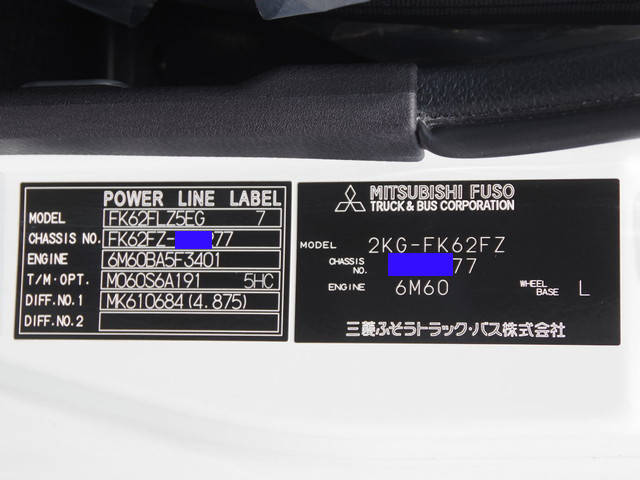 POWER LINE LABEL
MODEL FK62FLZ5EG 7
CHASSIS NO. FK62FZ- 77
ENGINE 6M60BA5F3401
T/M・OPT. M060S6A191 5HC
DIFF.NO.1 MK610684(4.875)
DIFF.NO.2
MITSUBISHI FUSO
TRUCK & BUS CORPORATION
MODEL 2KG-FK62FZ
CHASSIS NO. 77
ENGINE 6M60 WHEEL BASE L
三菱ふそうトラック・バス株式会社